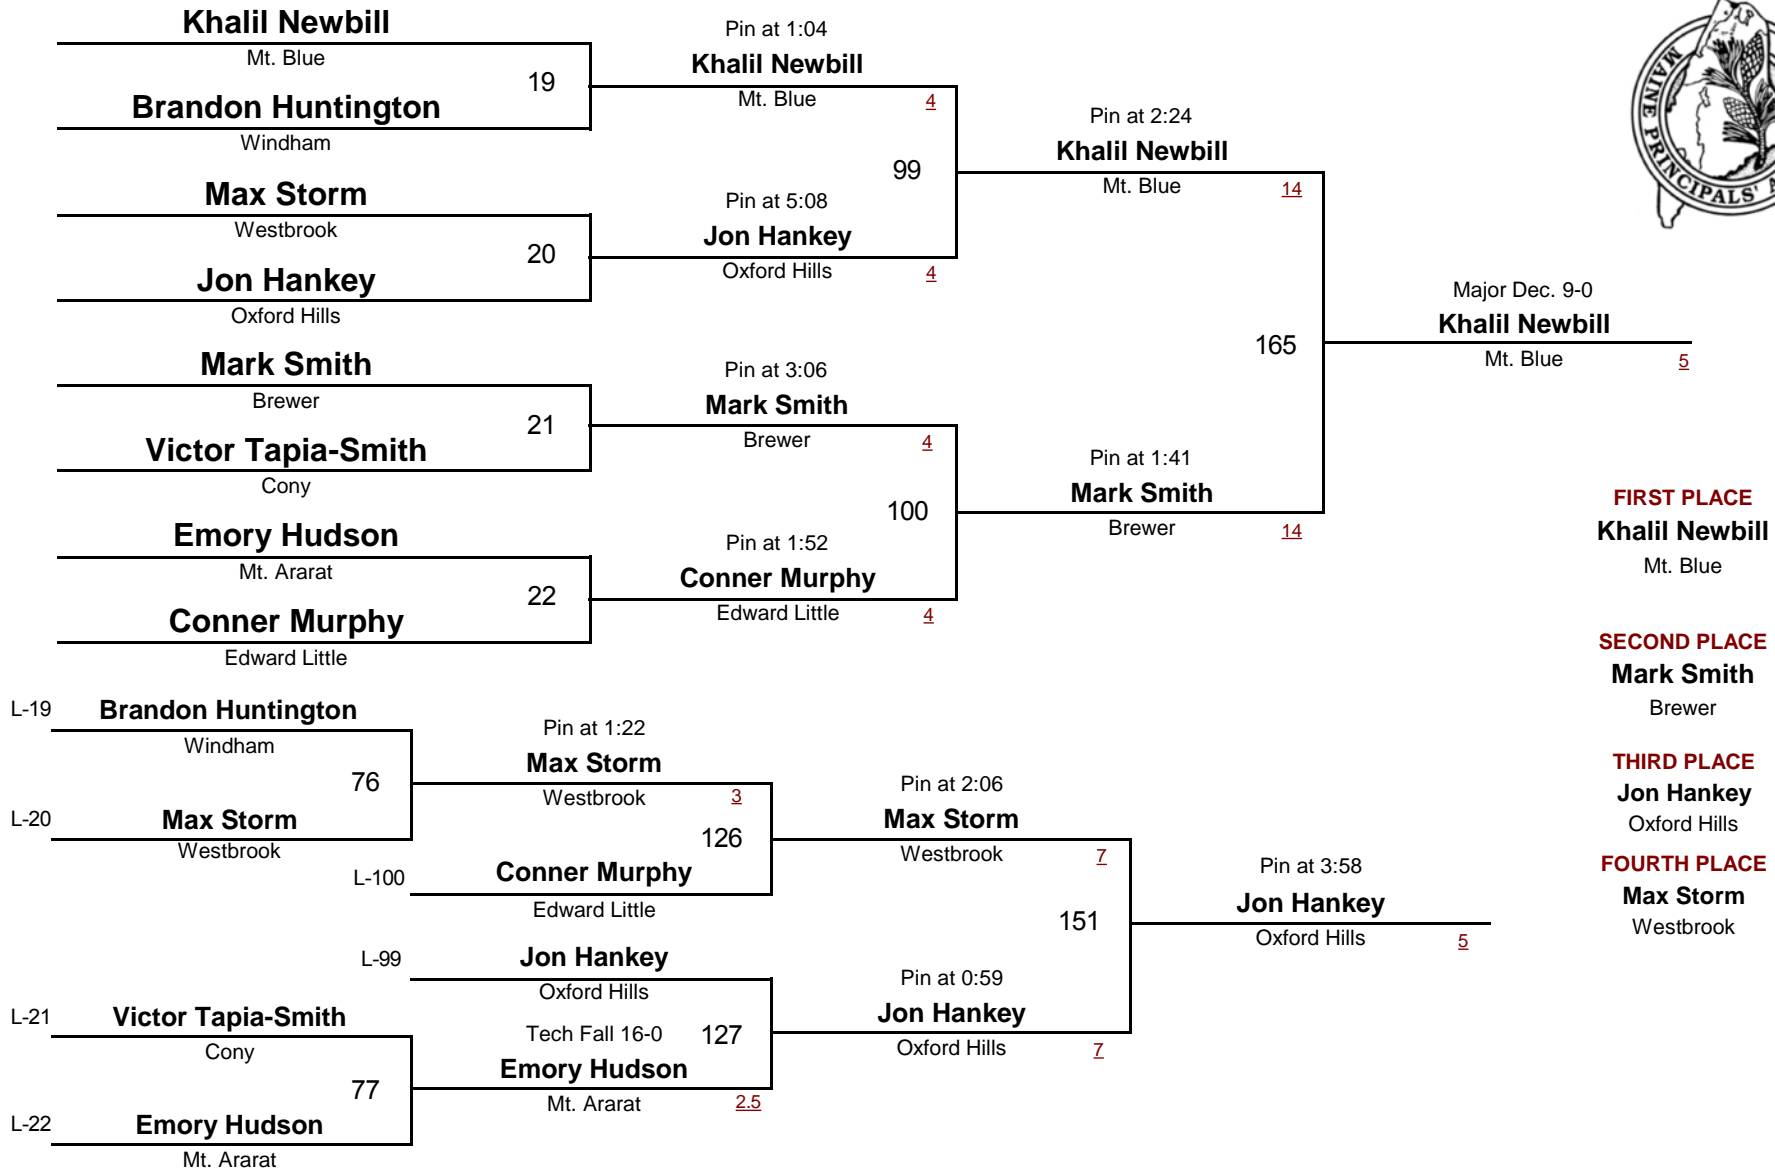 Khalil Newbill
Mt. Blue
19
Brandon Huntington
Windham
Max Storm
Westbrook
20
Jon Hankey
Oxford Hills
Mark Smith
Brewer
21
Victor Tapia-Smith
Cony
Emory Hudson
Mt. Ararat
22
Conner Murphy
Edward Little
Pin at 1:04
Khalil Newbill
Mt. Blue 4
99
Pin at 5:08
Jon Hankey
Oxford Hills 4
Pin at 3:06
Mark Smith
Brewer 4
100
Pin at 1:52
Conner Murphy
Edward Little 4
Pin at 2:24
Khalil Newbill
Mt. Blue 14
165
Pin at 1:41
Mark Smith
Brewer 14
Major Dec. 9-0
Khalil Newbill
Mt. Blue 5
MAINE PRINCIPALS' A
L-19 Brandon Huntington
Windham
76
L-20 Max Storm
Westbrook
Pin at 1:22
Max Storm
Westbrook 3
126
L-100 Conner Murphy
Edward Little
L-99 Jon Hankey
Oxford Hills
L-21 Victor Tapia-Smith
Cony
77
L-22 Emory Hudson
Mt. Ararat
Tech Fall 16-0 127
Emory Hudson
Mt. Ararat 2.5
Pin at 2:06
Max Storm
Westbrook 7
151
Pin at 0:59
Jon Hankey
Oxford Hills 7
Pin at 3:58
Jon Hankey
Oxford Hills 5
FIRST PLACE
Khalil Newbill
Mt. Blue
SECOND PLACE
Mark Smith
Brewer
THIRD PLACE
Jon Hankey
Oxford Hills
FOURTH PLACE
Max Storm
Westbrook